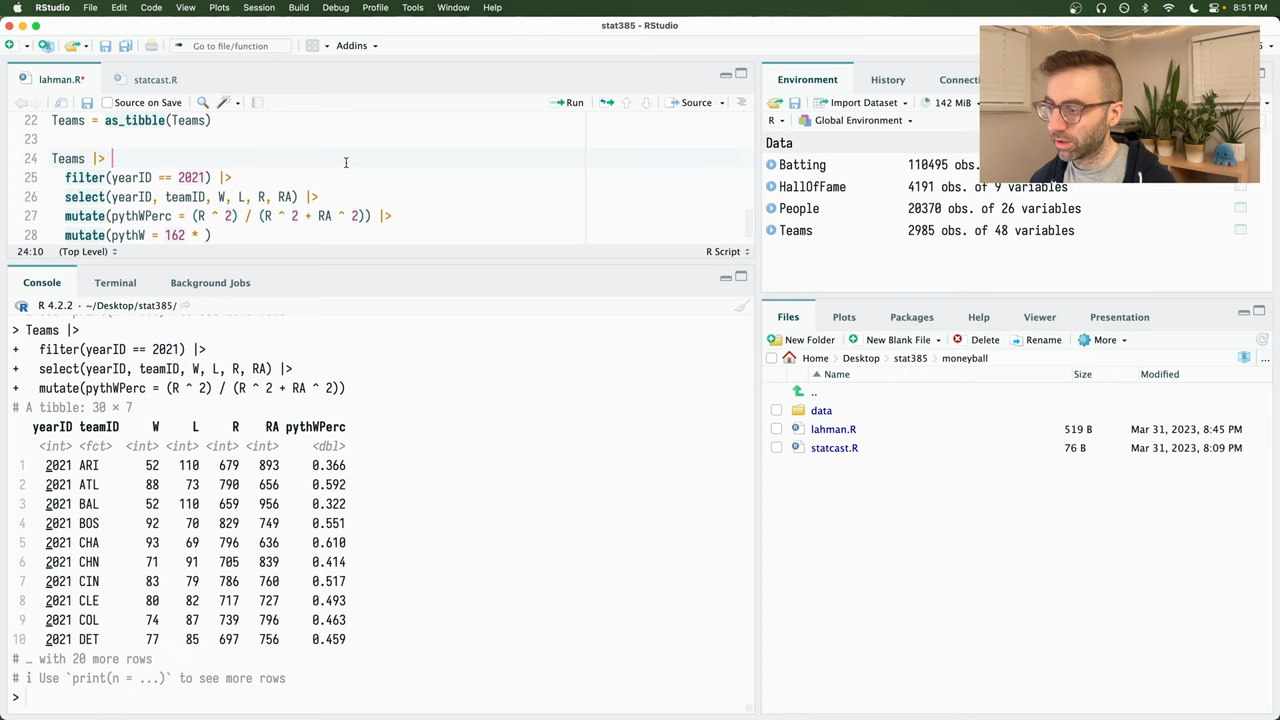 RStudio File Edit Code View Plots Session Build Debug Profile Tools Window Help 8:51 PM
stat385 - RStudio
Go to file/function Addins
lahman.R* statcast.R
Source on Save Run Source
22 Teams = as_tibble(Teams)
23
24 Teams |>
25 filter(yearID == 2021) |>
26 select(yearID, teamID, W, L, R, RA) |>
27 mutate(pythWPerc = (R ^ 2) / (R ^ 2 + RA ^ 2)) |>
28 mutate(pythW = 162 * )
24:10 (Top Level) R Script
Console Terminal Background Jobs
R 4.2.2 · ~/Desktop/stat385/
> Teams |>
+ filter(yearID == 2021) |>
+ select(yearID, teamID, W, L, R, RA) |>
+ mutate(pythWPerc = (R ^ 2) / (R ^ 2 + RA ^ 2))
# A tibble: 30 × 7
yearID teamID W L R RA pythWPerc
<int> <fct> <int> <int> <int> <int> <dbl>
1 2021 ARI 52 110 679 893 0.366
2 2021 ATL 88 73 790 656 0.592
3 2021 BAL 52 110 659 956 0.322
4 2021 BOS 92 70 829 749 0.551
5 2021 CHA 93 69 796 636 0.610
6 2021 CHN 71 91 705 839 0.414
7 2021 CIN 83 79 786 760 0.517
8 2021 CLE 80 82 717 727 0.493
9 2021 COL 74 87 739 796 0.463
10 2021 DET 77 85 697 756 0.459
# … with 20 more rows
# ℹ Use `print(n = ...)` to see more rows
>
Environment History Connecti
Import Dataset 142 MiB
R Global Environment
Data
Batting 110495 obs.
HallOfFame 4191 obs. of 9 variables
People 20370 obs. of 26 variables
Teams 2985 obs. of 48 variables
Files Plots Packages Help Viewer Presentation
New Folder New Blank File Delete Rename More
Home Desktop stat385 moneyball ...
Name Size Modified
..
data
lahman.R 519 B Mar 31, 2023, 8:45 PM
statcast.R 76 B Mar 31, 2023, 8:09 PM